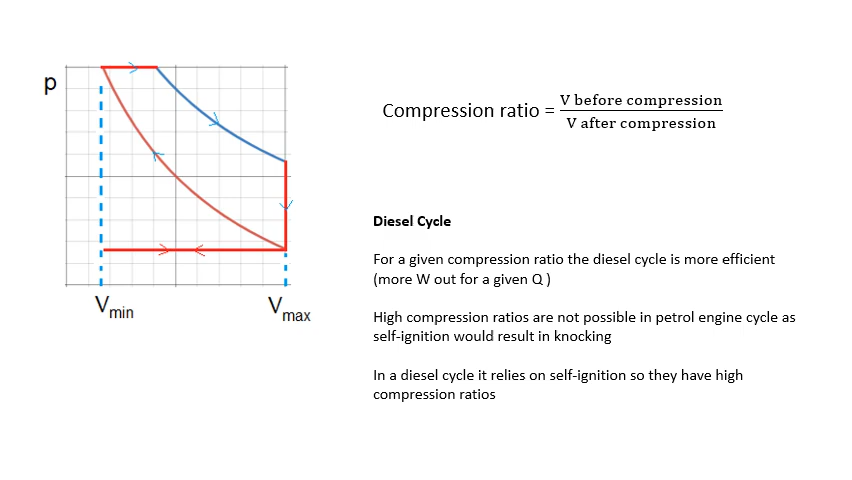 p
V min
V max
Compression ratio = V before compression / V after compression
Diesel Cycle
For a given compression ratio the diesel cycle is more efficient
(more W out for a given Q )
High compression ratios are not possible in petrol engine cycle as
self-ignition would result in knocking
In a diesel cycle it relies on self-ignition so they have high
compression ratios